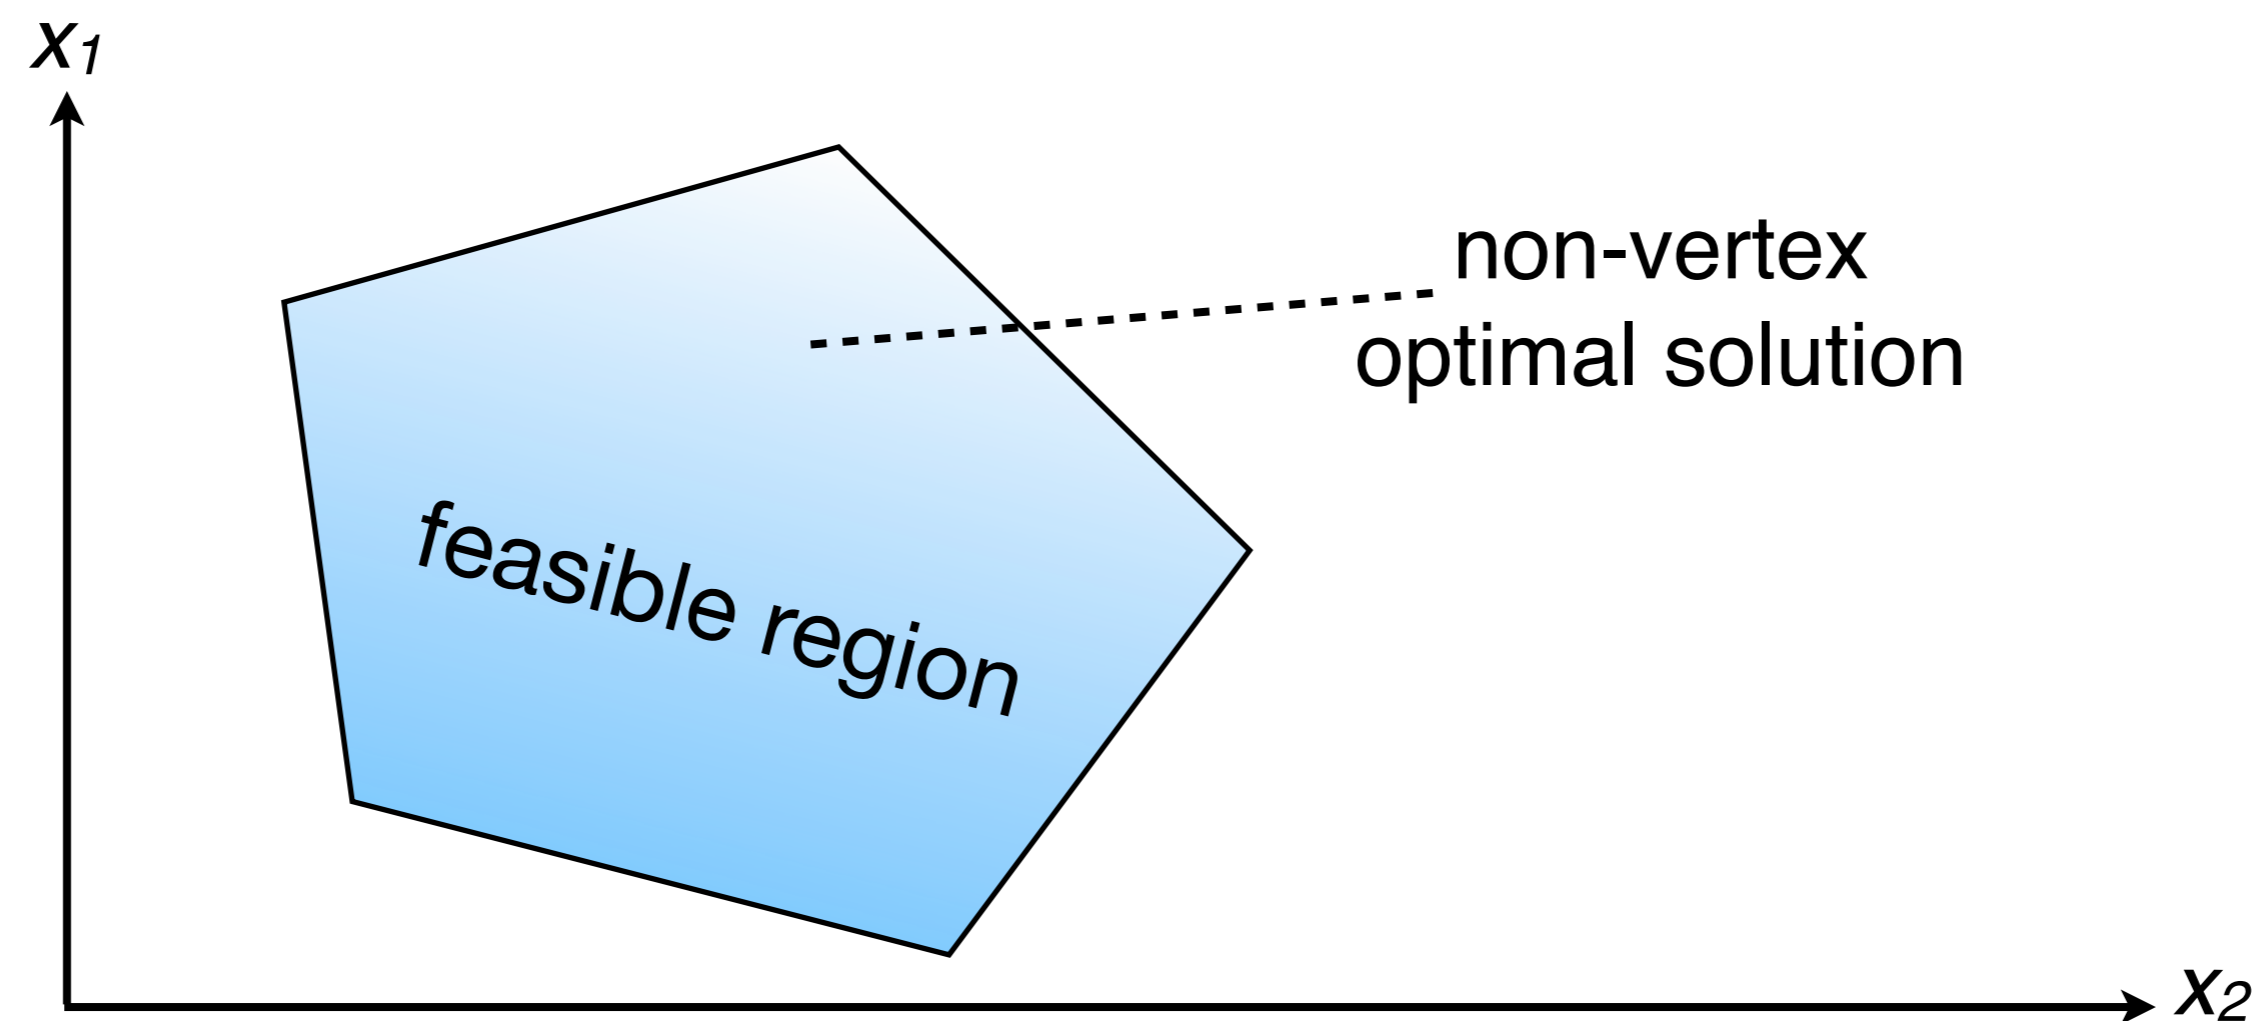 x1
non-vertex
optimal solution
feasible region
x2